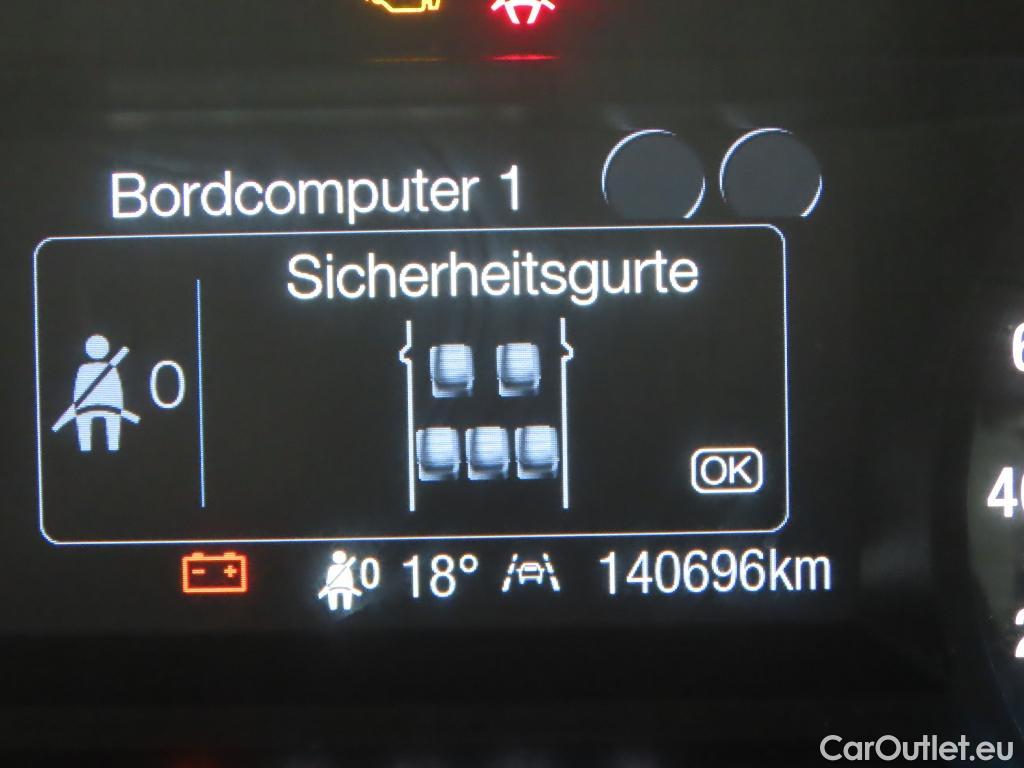 Bordcomputer 1
Sicherheitsgurte
0
OK
0 18° 140696km
CarOutlet.eu